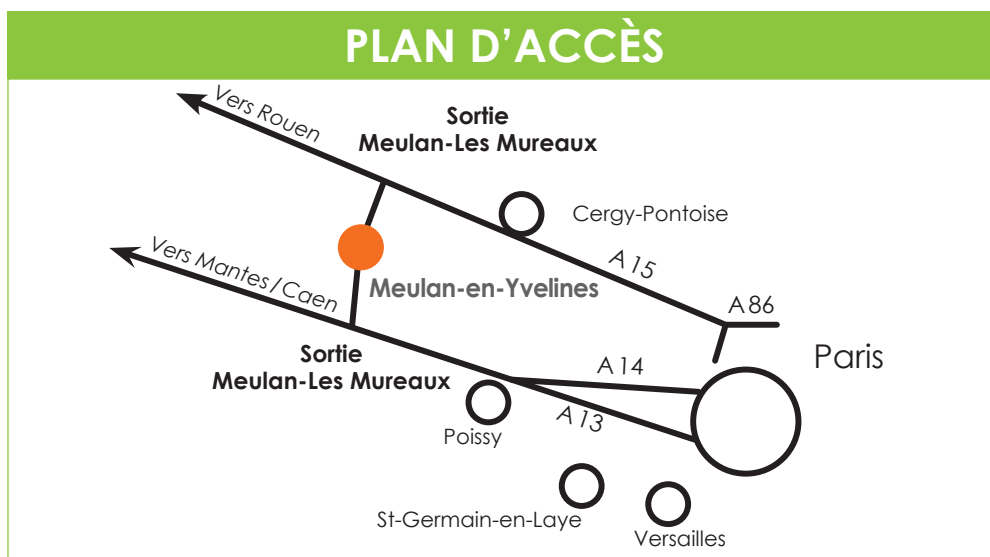 PLAN D'ACCÈS
Vers Rouen
Sortie
Meulan-Les Mureaux
Cergy-Pontoise
A 15
Vers Mantes / Caen
Meulan-en-Yvelines
A 86
Paris
Sortie
Meulan-Les Mureaux
A 14
A 13
Poissy
St-Germain-en-Laye
Versailles